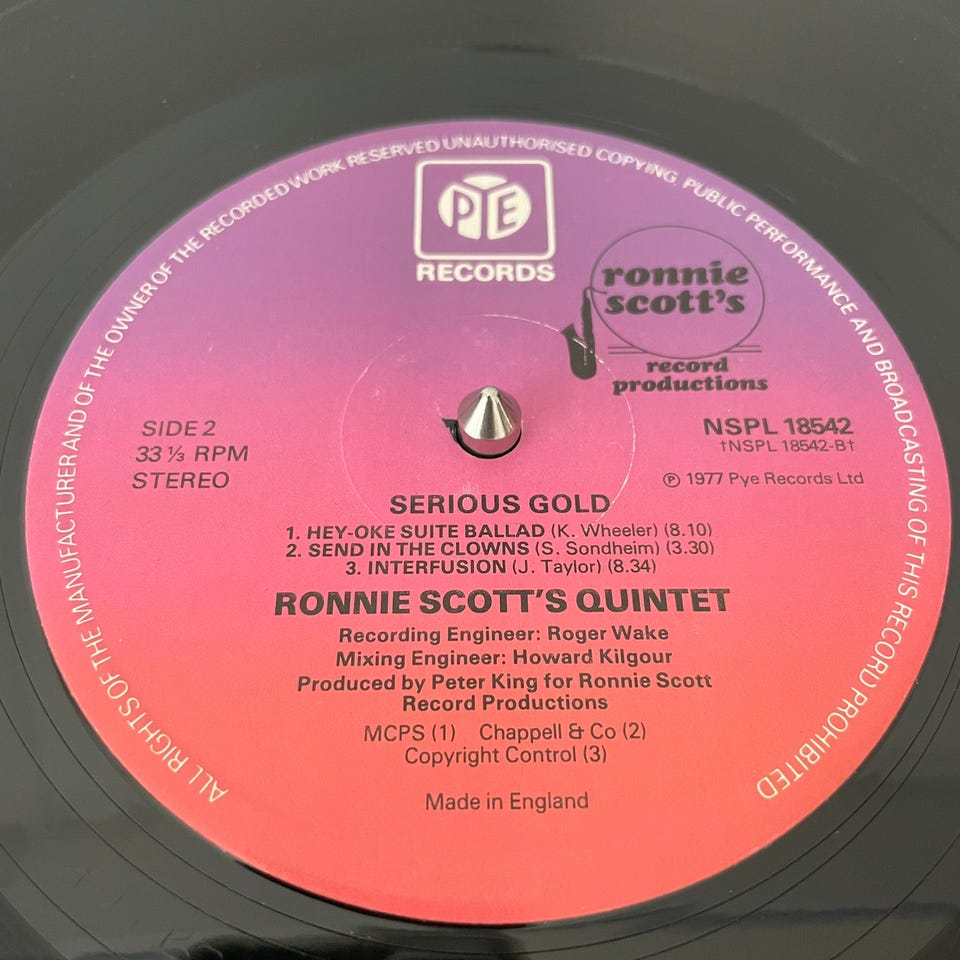 ALL RIGHTS OF THE MANUFACTURER AND OF THE OWNER OF THE RECORDED WORK RESERVED UNAUTHORISED COPYING, PUBLIC PERFORMANCE AND BROADCASTING OF THIS RECORD PROHIBITED
PYE
RECORDS
ronnie
scott's
record
productions
SIDE 2
33 ⅓ RPM
STEREO
NSPL 18542
†NSPL 18542-B†
℗ 1977 Pye Records Ltd
SERIOUS GOLD
1. HEY-OKE SUITE BALLAD (K. Wheeler) (8.10)
2. SEND IN THE CLOWNS (S. Sondheim) (3.30)
3. INTERFUSION (J. Taylor) (8.34)
RONNIE SCOTT'S QUINTET
Recording Engineer: Roger Wake
Mixing Engineer: Howard Kilgour
Produced by Peter King for Ronnie Scott
Record Productions
MCPS (1) Chappell & Co (2)
Copyright Control (3)
Made in England